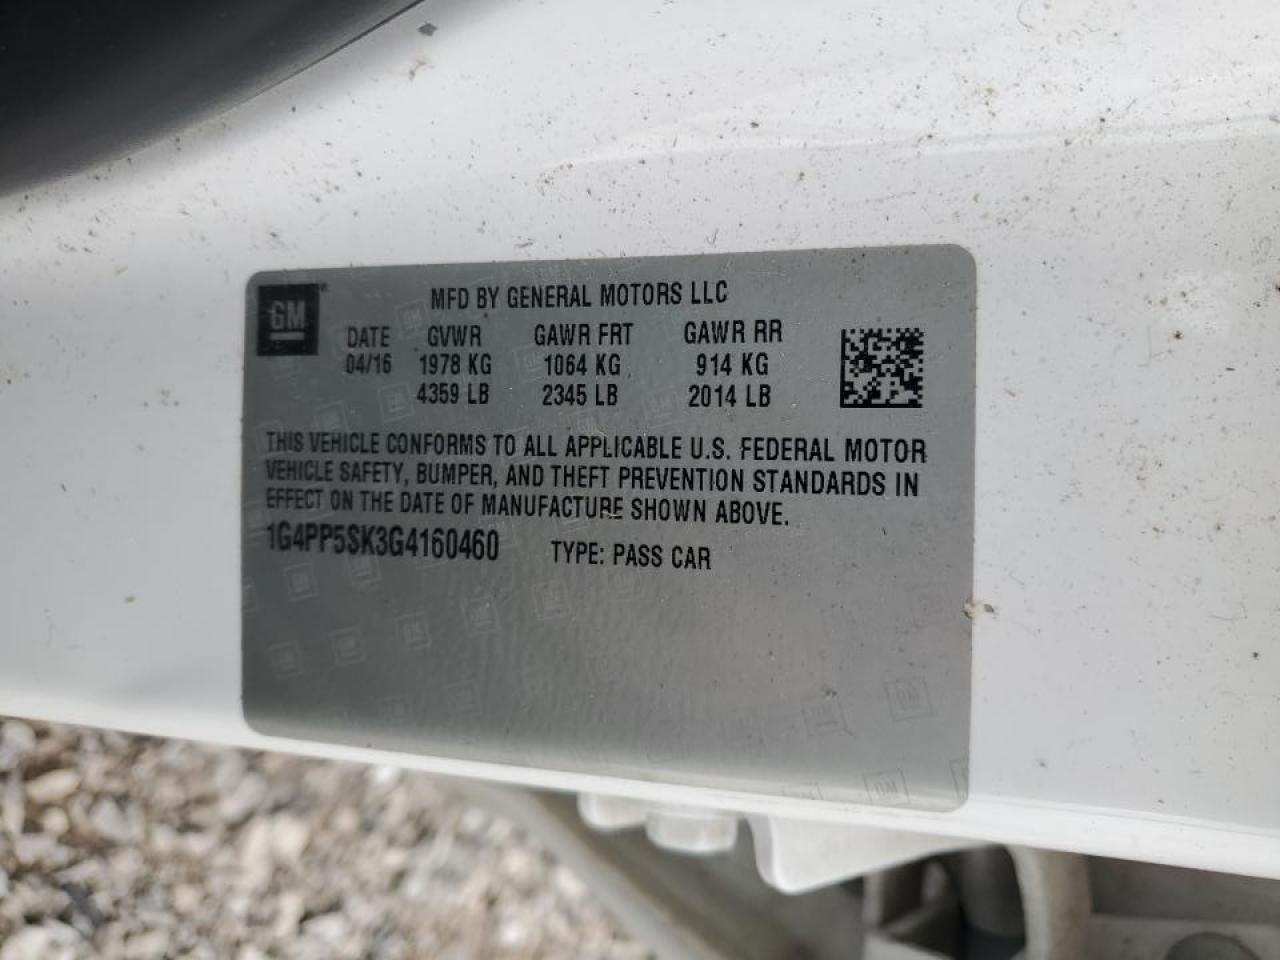 GM
MFD BY GENERAL MOTORS LLC
DATE GVWR GAWR FRT GAWR RR
04/16 1978 KG 1064 KG 914 KG
4359 LB 2345 LB 2014 LB
THIS VEHICLE CONFORMS TO ALL APPLICABLE U.S. FEDERAL MOTOR
VEHICLE SAFETY, BUMPER, AND THEFT PREVENTION STANDARDS IN
EFFECT ON THE DATE OF MANUFACTURE SHOWN ABOVE.
1G4PP5SK3G4160460 TYPE: PASS CAR